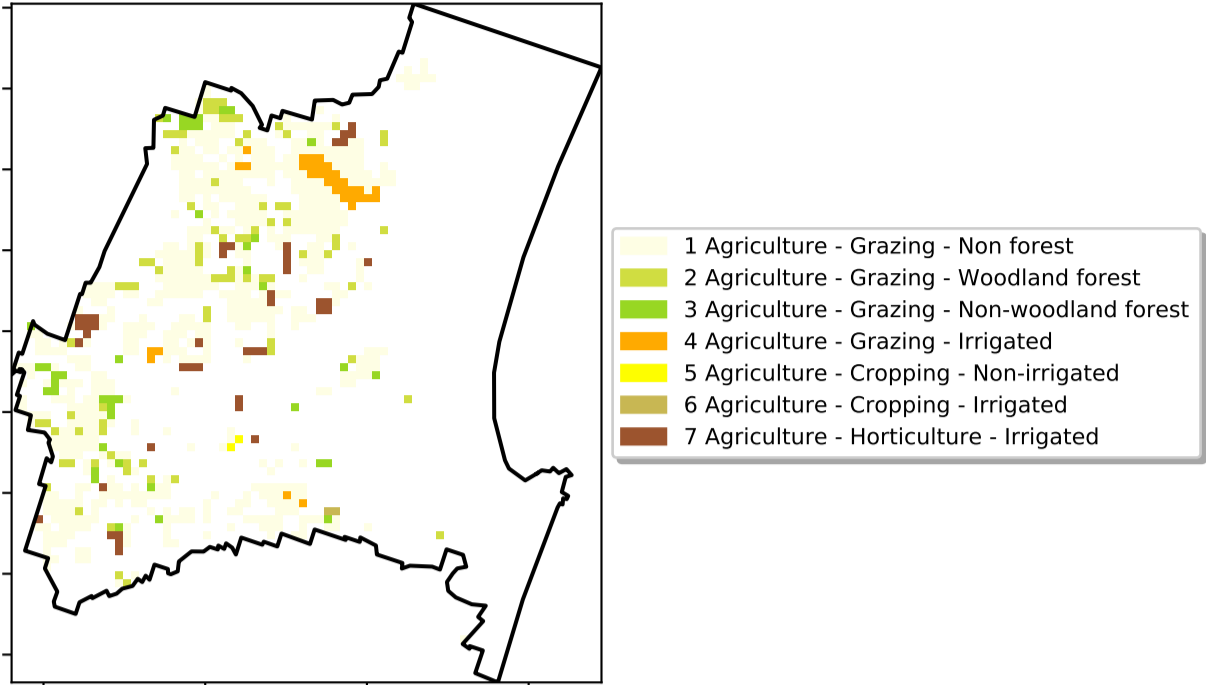 1 Agriculture - Grazing - Non forest
2 Agriculture - Grazing - Woodland forest
3 Agriculture - Grazing - Non-woodland forest
4 Agriculture - Grazing - Irrigated
5 Agriculture - Cropping - Non-irrigated
6 Agriculture - Cropping - Irrigated
7 Agriculture - Horticulture - Irrigated